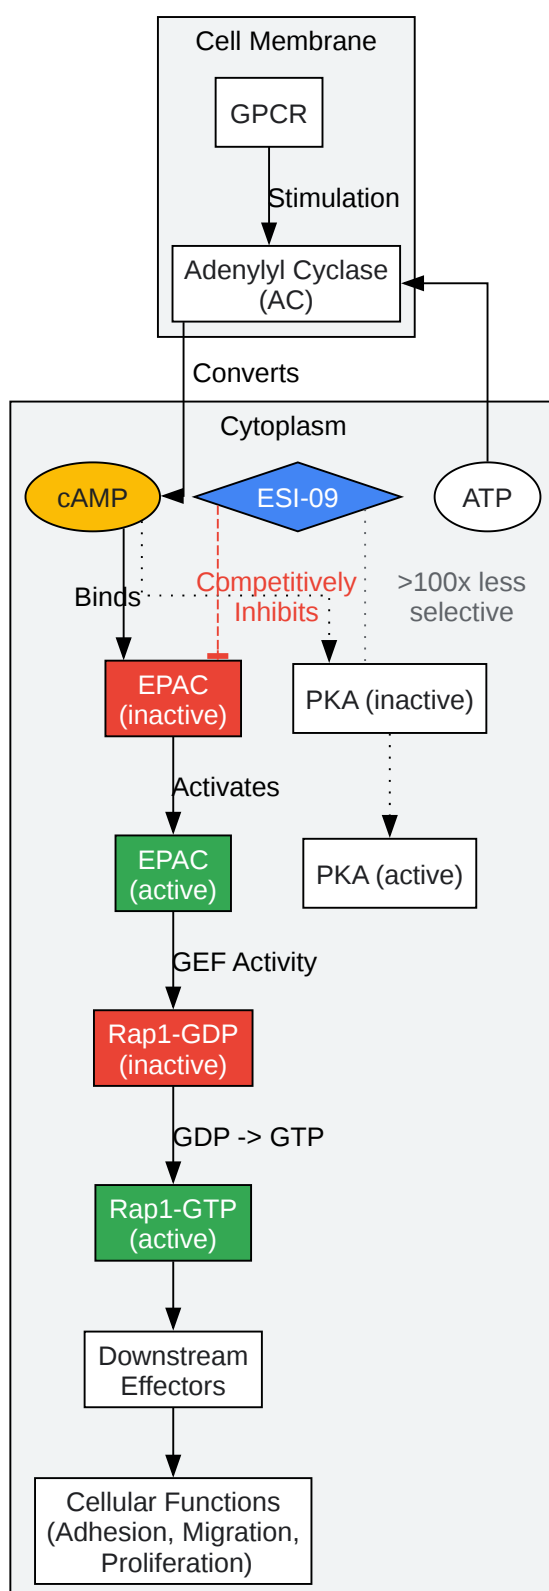 Cell Membrane
GPCR
Stimulation
Adenylyl Cyclase
(AC)
Converts
Cytoplasm
cAMP
ESI-09
ATP
Binds
Competitively
Inhibits
>100x less
selective
EPAC
(inactive)
PKA (inactive)
Activates
EPAC
(active)
PKA (active)
GEF Activity
Rap1-GDP
(inactive)
GDP -> GTP
Rap1-GTP
(active)
Downstream
Effectors
Cellular Functions
(Adhesion, Migration,
Proliferation)